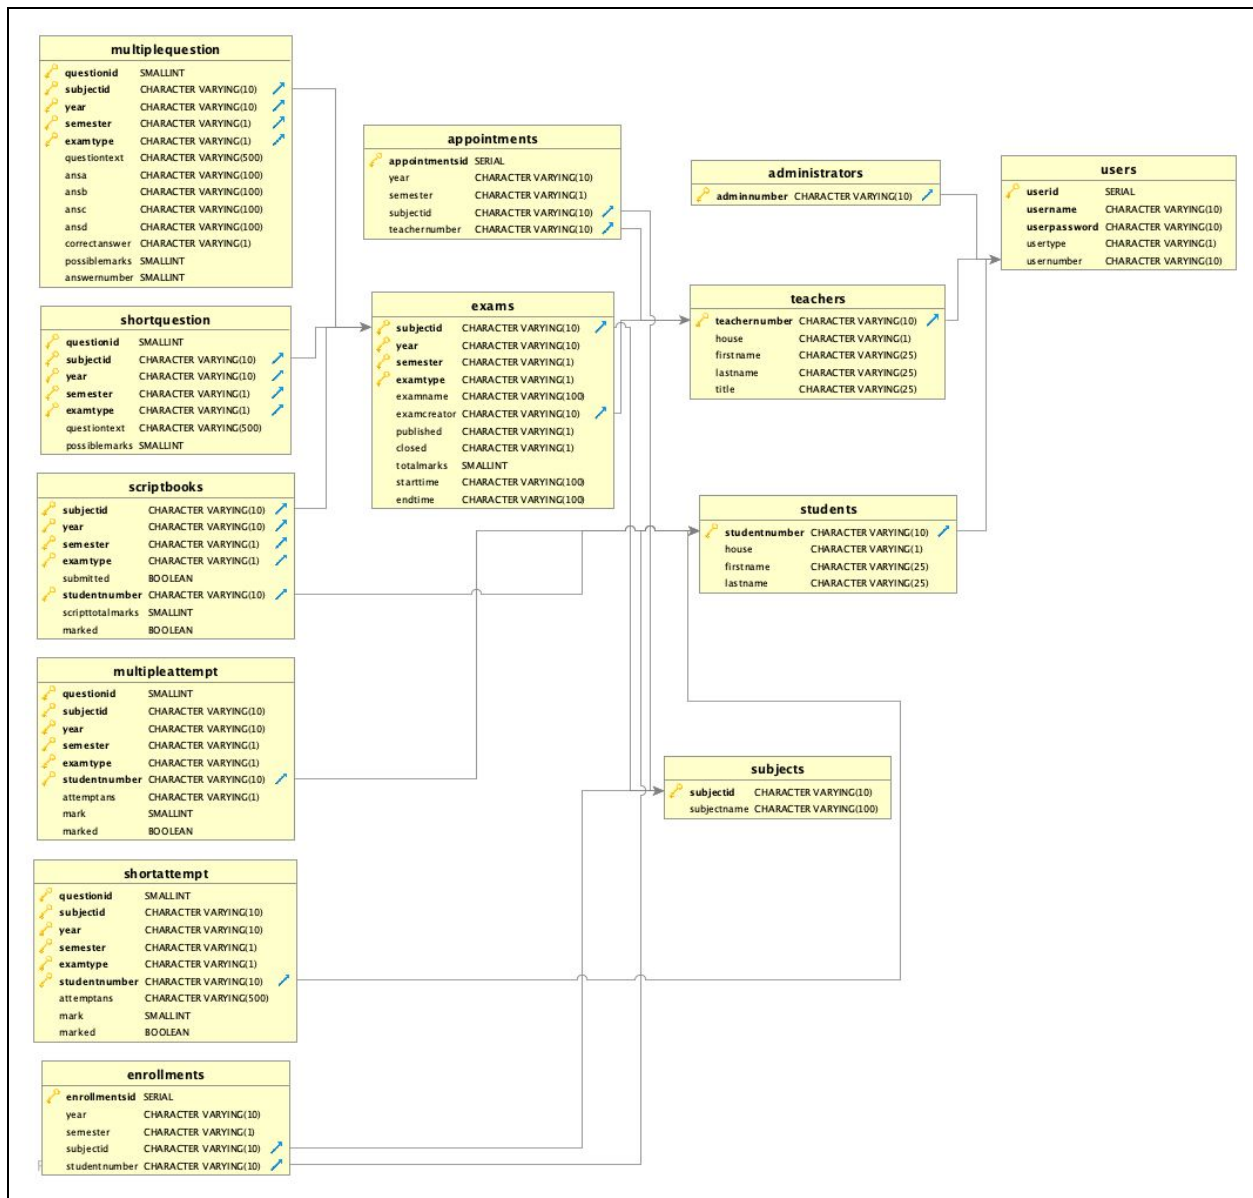 multiplequestion
questionid SMALLINT
subjectid CHARACTER VARYING(10)
year CHARACTER VARYING(10)
semester CHARACTER VARYING(1)
examtype CHARACTER VARYING(1)
questiontext CHARACTER VARYING(500)
ansa CHARACTER VARYING(100)
ansb CHARACTER VARYING(100)
ansc CHARACTER VARYING(100)
ansd CHARACTER VARYING(100)
correctanswer CHARACTER VARYING(1)
possiblemarks SMALLINT
answernumber SMALLINT
shortquestion
questionid SMALLINT
subjectid CHARACTER VARYING(10)
year CHARACTER VARYING(10)
semester CHARACTER VARYING(1)
examtype CHARACTER VARYING(1)
questiontext CHARACTER VARYING(500)
possiblemarks SMALLINT
scriptbooks
subjectid CHARACTER VARYING(10)
year CHARACTER VARYING(10)
semester CHARACTER VARYING(1)
examtype CHARACTER VARYING(1)
submitted BOOLEAN
studentnumber CHARACTER VARYING(10)
scripttotalmarks SMALLINT
marked BOOLEAN
multipleattempt
questionid SMALLINT
subjectid CHARACTER VARYING(10)
year CHARACTER VARYING(10)
semester CHARACTER VARYING(1)
examtype CHARACTER VARYING(1)
studentnumber CHARACTER VARYING(10)
attemptans CHARACTER VARYING(1)
mark SMALLINT
marked BOOLEAN
shortattempt
questionid SMALLINT
subjectid CHARACTER VARYING(10)
year CHARACTER VARYING(10)
semester CHARACTER VARYING(1)
examtype CHARACTER VARYING(1)
studentnumber CHARACTER VARYING(10)
attemptans CHARACTER VARYING(500)
mark SMALLINT
marked BOOLEAN
enrollments
enrollmentsid SERIAL
year CHARACTER VARYING(10)
semester CHARACTER VARYING(1)
subjectid CHARACTER VARYING(10)
studentnumber CHARACTER VARYING(10)
appointments
appointmentsid SERIAL
year CHARACTER VARYING(10)
semester CHARACTER VARYING(1)
subjectid CHARACTER VARYING(10)
teachernumber CHARACTER VARYING(10)
exams
subjectid CHARACTER VARYING(10)
year CHARACTER VARYING(10)
semester CHARACTER VARYING(1)
examtype CHARACTER VARYING(1)
examname CHARACTER VARYING(100)
examcreator CHARACTER VARYING(10)
published CHARACTER VARYING(1)
closed CHARACTER VARYING(1)
totalmarks SMALLINT
starttime CHARACTER VARYING(100)
endtime CHARACTER VARYING(100)
administrators
adminnumber CHARACTER VARYING(10)
teachers
teachernumber CHARACTER VARYING(10)
house CHARACTER VARYING(1)
firstname CHARACTER VARYING(25)
lastname CHARACTER VARYING(25)
title CHARACTER VARYING(25)
students
studentnumber CHARACTER VARYING(10)
house CHARACTER VARYING(1)
firstname CHARACTER VARYING(25)
lastname CHARACTER VARYING(25)
subjects
subjectid CHARACTER VARYING(10)
subjectname CHARACTER VARYING(100)
users
userid SERIAL
username CHARACTER VARYING(10)
userpassword CHARACTER VARYING(10)
usertype CHARACTER VARYING(1)
usernumber CHARACTER VARYING(10)